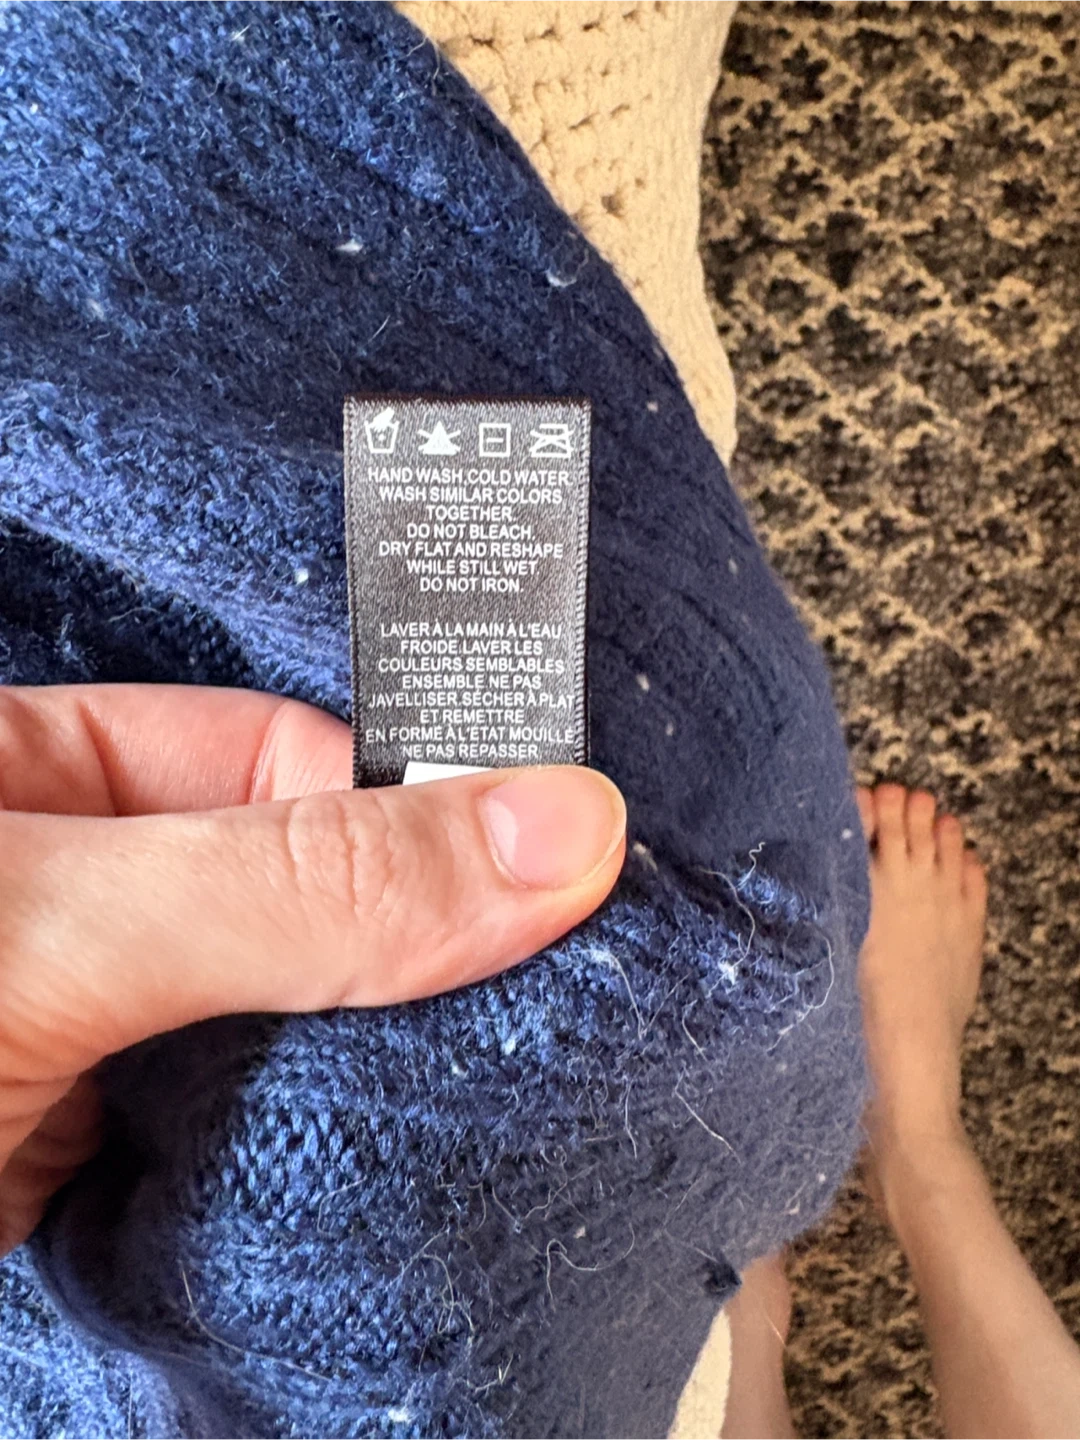 HAND WASH.COLD WATER.
WASH SIMILAR COLORS
TOGETHER.
DO NOT BLEACH.
DRY FLAT AND RESHAPE
WHILE STILL WET
DO NOT IRON.
LAVER À LA MAIN À L'EAU
FROIDE.LAVER LES
COULEURS SEMBLABLES
ENSEMBLE.NE PAS
JAVELLISER.SÉCHER À PLAT
ET REMETTRE
EN FORME À L'ÉTAT MOUILLÉ
NE PAS REPASSER